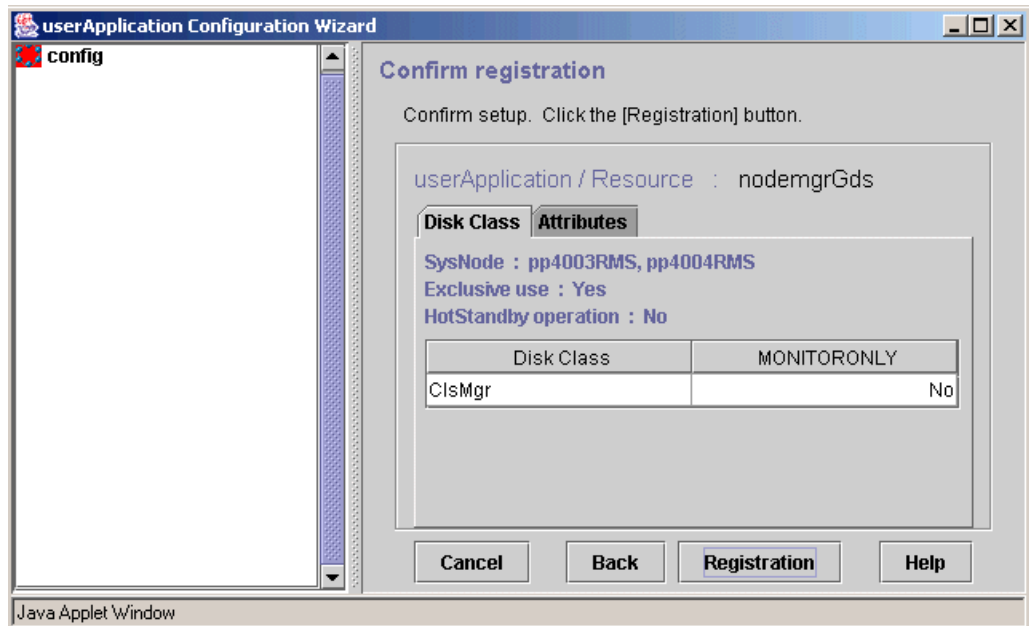 userApplication Configuration Wizard
config
Confirm registration
Confirm setup. Click the [Registration] button.
userApplication / Resource : nodemgrGds
Disk Class Attributes
SysNode : pp4003RMS, pp4004RMS
Exclusive use : Yes
HotStandby operation : No
Disk Class MONITORONLY
ClsMgr No
Cancel Back Registration Help
Java Applet Window